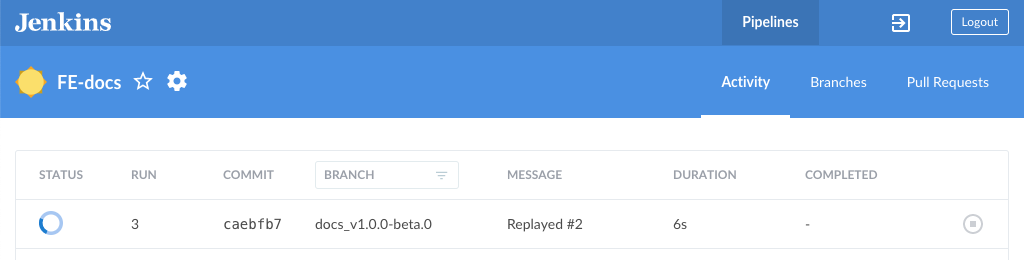 Jenkins Pipelines Logout
FE-docs Activity Branches Pull Requests
STATUS RUN COMMIT BRANCH MESSAGE DURATION COMPLETED
3 caebfb7 docs_v1.0.0-beta.0 Replayed #2 6s -